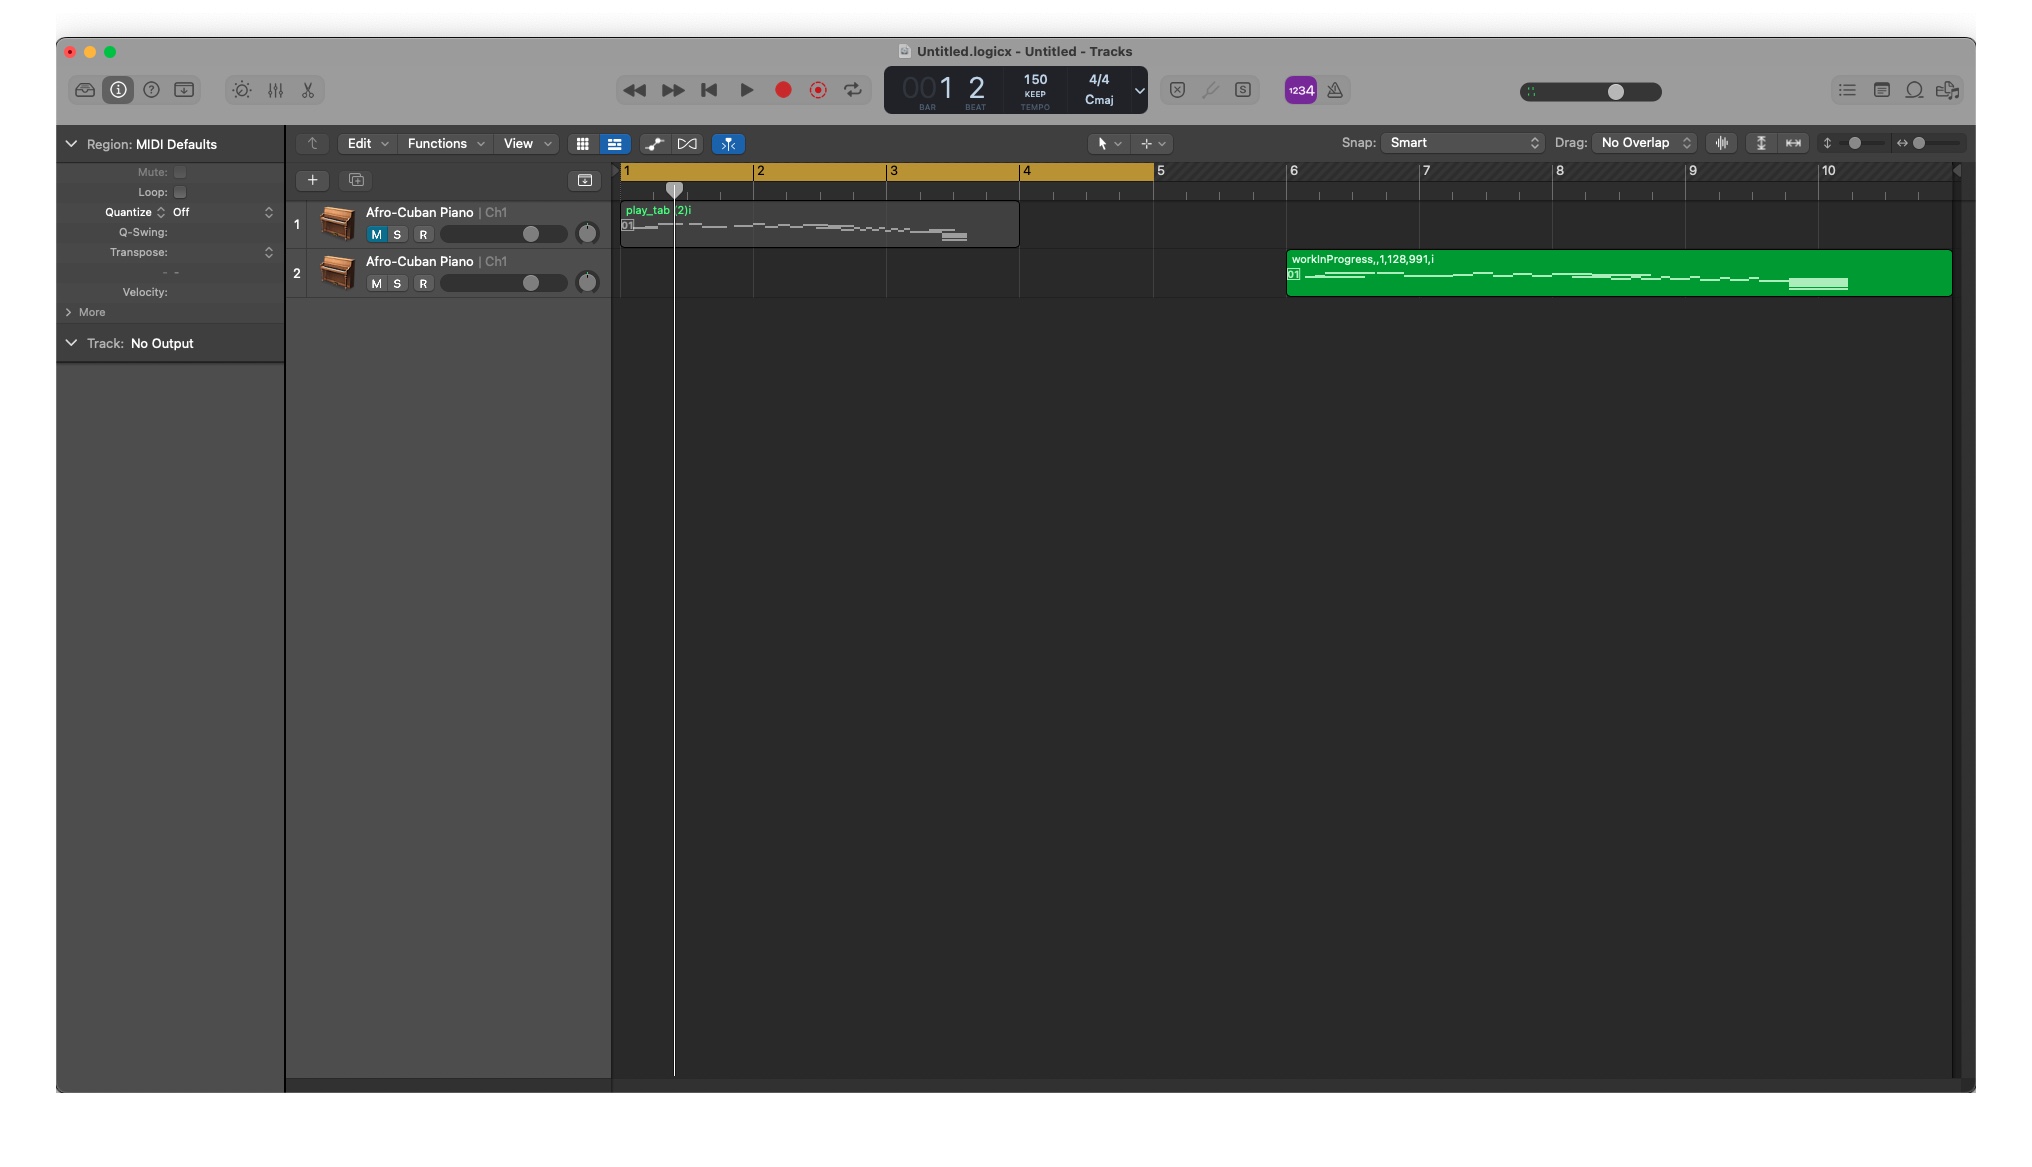 Untitled.logicx - Untitled - Tracks
001 2
BAR BEAT
150
KEEP
TEMPO
4/4
Cmaj
S
1234
Region: MIDI Defaults
Mute:
Loop:
Quantize Off
Q-Swing:
Transpose:
- -
Velocity:
More
Track: No Output
Edit Functions View
Snap: Smart Drag: No Overlap
1 2 3 4 5 6 7 8 9 10
1 Afro-Cuban Piano | Ch1
M S R
play_tab (2)i
01
2 Afro-Cuban Piano | Ch1
M S R
workInProgress,,1,128,991,i
01